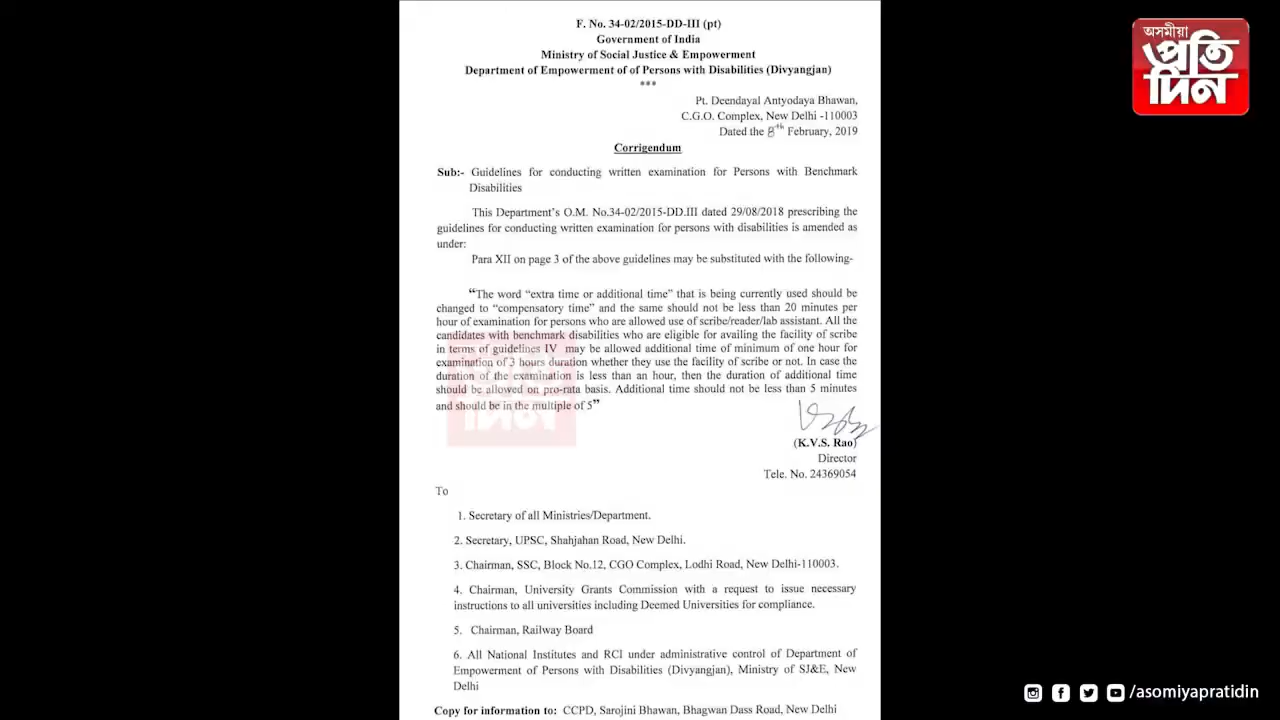 F. No. 34-02/2015-DD-III (pt)
Government of India
Ministry of Social Justice & Empowerment
Department of Empowerment of of Persons with Disabilities (Divyangjan)
***
Pt. Deendayal Antyodaya Bhawan,
C.G.O. Complex, New Delhi -110003
Dated the 8th February, 2019
Corrigendum
Sub:- Guidelines for conducting written examination for Persons with Benchmark
Disabilities
This Department's O.M. No.34-02/2015-DD.III dated 29/08/2018 prescribing the
guidelines for conducting written examination for persons with disabilities is amended as
under:
Para XII on page 3 of the above guidelines may be substituted with the following-
“The word “extra time or additional time” that is being currently used should be
changed to “compensatory time” and the same should not be less than 20 minutes per
hour of examination for persons who are allowed use of scribe/reader/lab assistant. All the
candidates with benchmark disabilities who are eligible for availing the facility of scribe
in terms of guidelines IV may be allowed additional time of minimum of one hour for
examination of 3 hours duration whether they use the facility of scribe or not. In case the
duration of the examination is less than an hour, then the duration of additional time
should be allowed on pro-rata basis. Additional time should not be less than 5 minutes
and should be in the multiple of 5”
(K.V.S. Rao)
Director
Tele. No. 24369054
To
1. Secretary of all Ministries/Department.
2. Secretary, UPSC, Shahjahan Road, New Delhi.
3. Chairman, SSC, Block No.12, CGO Complex, Lodhi Road, New Delhi-110003.
4. Chairman, University Grants Commission with a request to issue necessary
instructions to all universities including Deemed Universities for compliance.
5. Chairman, Railway Board
6. All National Institutes and RCI under administrative control of Department of
Empowerment of Persons with Disabilities (Divyangjan), Ministry of SJ&E, New
Delhi
Copy for information to: CCPD, Sarojini Bhawan, Bhagwan Dass Road, New Delhi
অসমীয়া
প্ৰতি
দিন
/asomiyapratidin